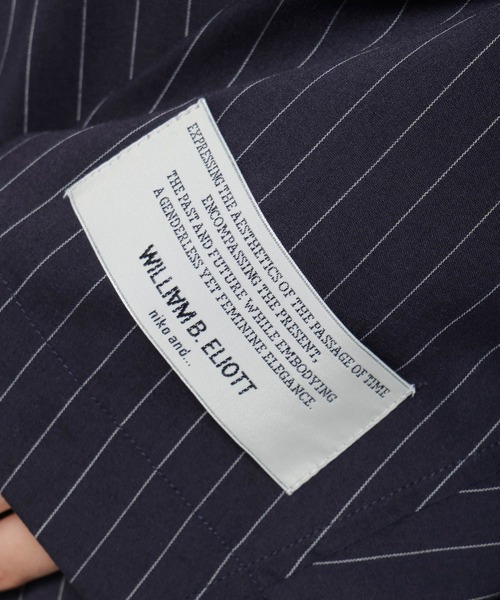 EXPRESSING THE AESTHETICS OF THE PASSAGE OF TIME
ENCOMPASSING THE PRESENT,
THE PAST AND FUTURE WHILE EMBODYING
A GENDERLESS YET FEMININE ELEGANCE.
WILLIAM B. ELIOTT
niko and...